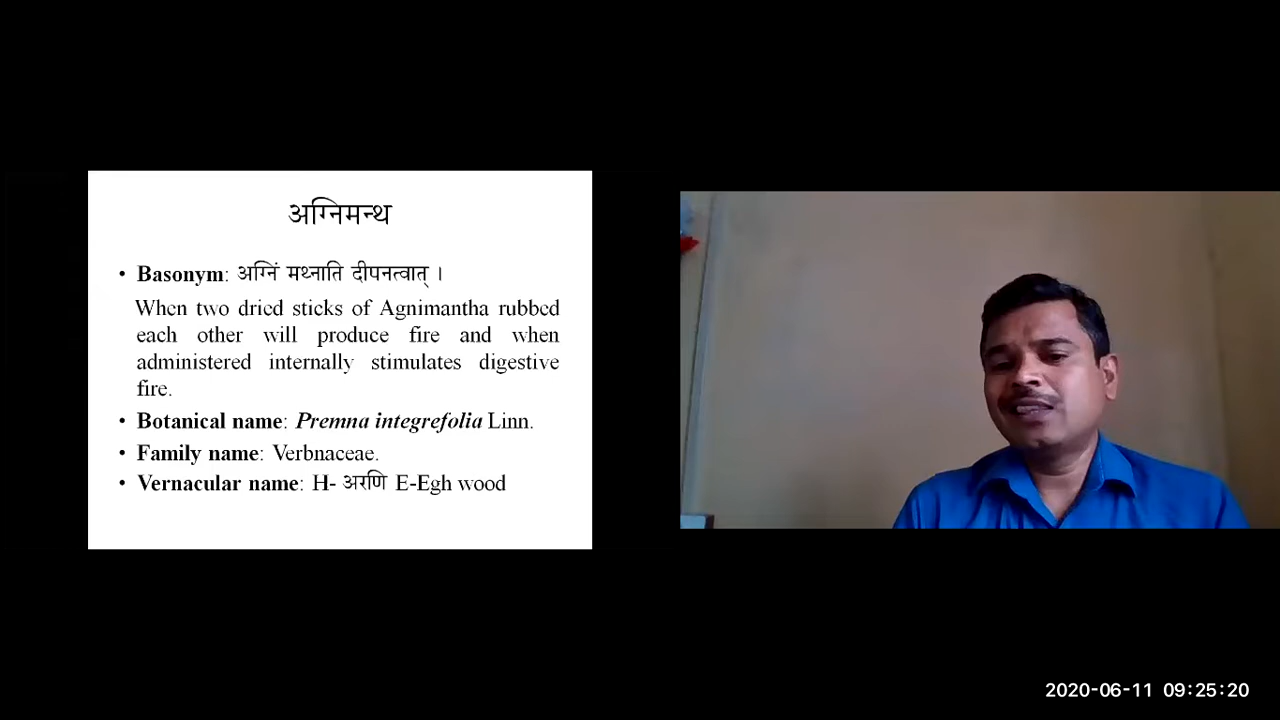 अग्निमन्थ
• Basonym: अग्निं मथ्नाति दीपनत्वात् ।
When two dried sticks of Agnimantha rubbed
each other will produce fire and when
administered internally stimulates digestive
fire.
• Botanical name: Premna integrefolia Linn.
• Family name: Verbnaceae.
• Vernacular name: H- अरणि E-Egh wood
2020-06-11 09:25:20